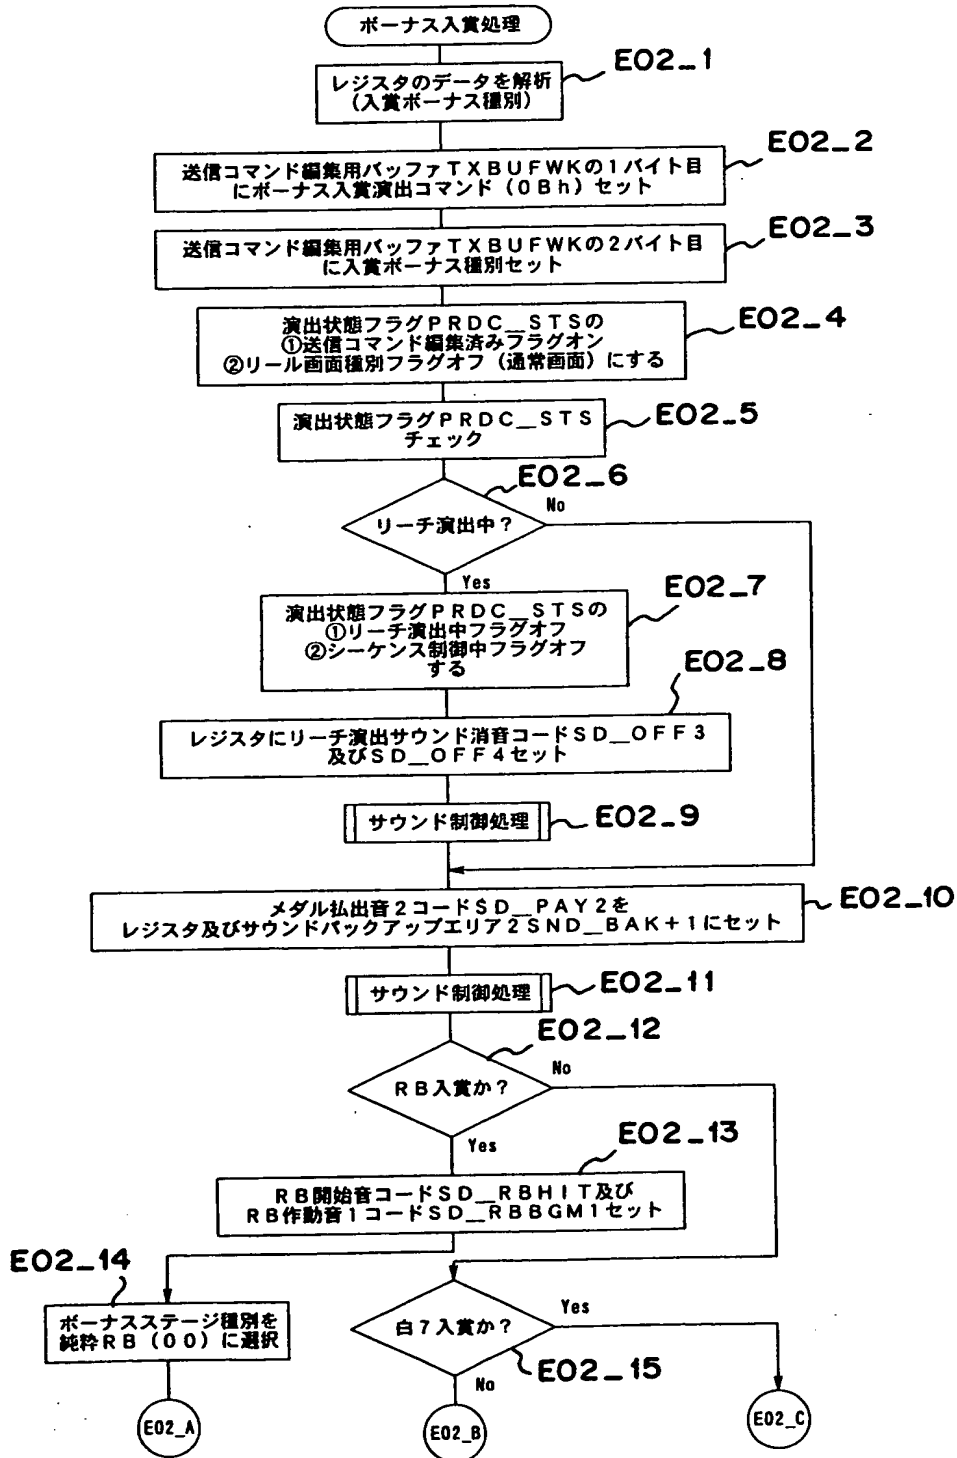 ボーナス入賞処理
E02_1
レジスタのデータを解析
(入賞ボーナス種別)
E02_2
送信コマンド編集用バッファTXBUFWKの1バイト目
にボーナス入賞演出コマンド(0Bh)セット
E02_3
送信コマンド編集用バッファTXBUFWKの2バイト目
に入賞ボーナス種別セット
E02_4
演出状態フラグPRDC__STSの
①送信コマンド編集済みフラグオン
②リール画面種別フラグオフ(通常画面)にする
E02_5
演出状態フラグPRDC__STS
チェック
E02_6
リーチ演出中?
No
Yes
E02_7
演出状態フラグPRDC__STSの
①リーチ演出中フラグオフ
②シーケンス制御中フラグオフ
する
E02_8
レジスタにリーチ演出サウンド消音コードSD__OFF3
及びSD__OFF4セット
サウンド制御処理
E02_9
メダル払出音2コードSD__PAY2を
レジスタ及びサウンドバックアップエリア2SND__BAK+1にセット
E02_10
サウンド制御処理
E02_11
E02_12
RB入賞か?
No
Yes
E02_13
RB開始音コードSD__RBHIT及び
RB作動音1コードSD__RBBGM1セット
E02_14
ボーナスステージ種別を
純粋RB(00)に選択
白7入賞か?
Yes
E02_15
No
E02_A
E02_B
E02_C